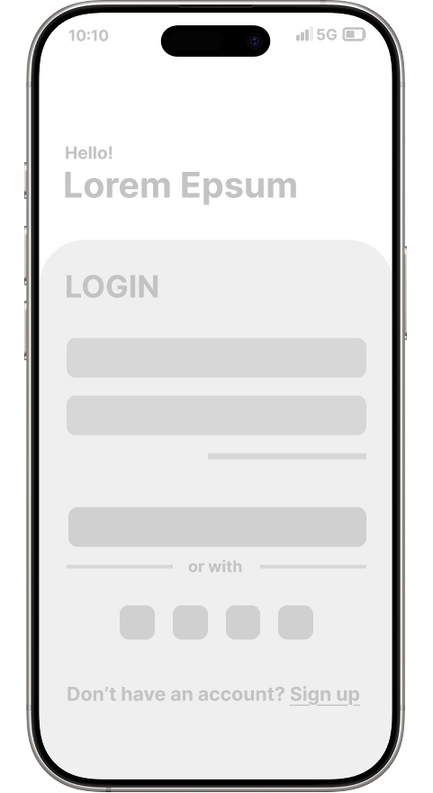 10:10 5G
Hello!
Lorem Epsum
LOGIN
or with
Don’t have an account? Sign up